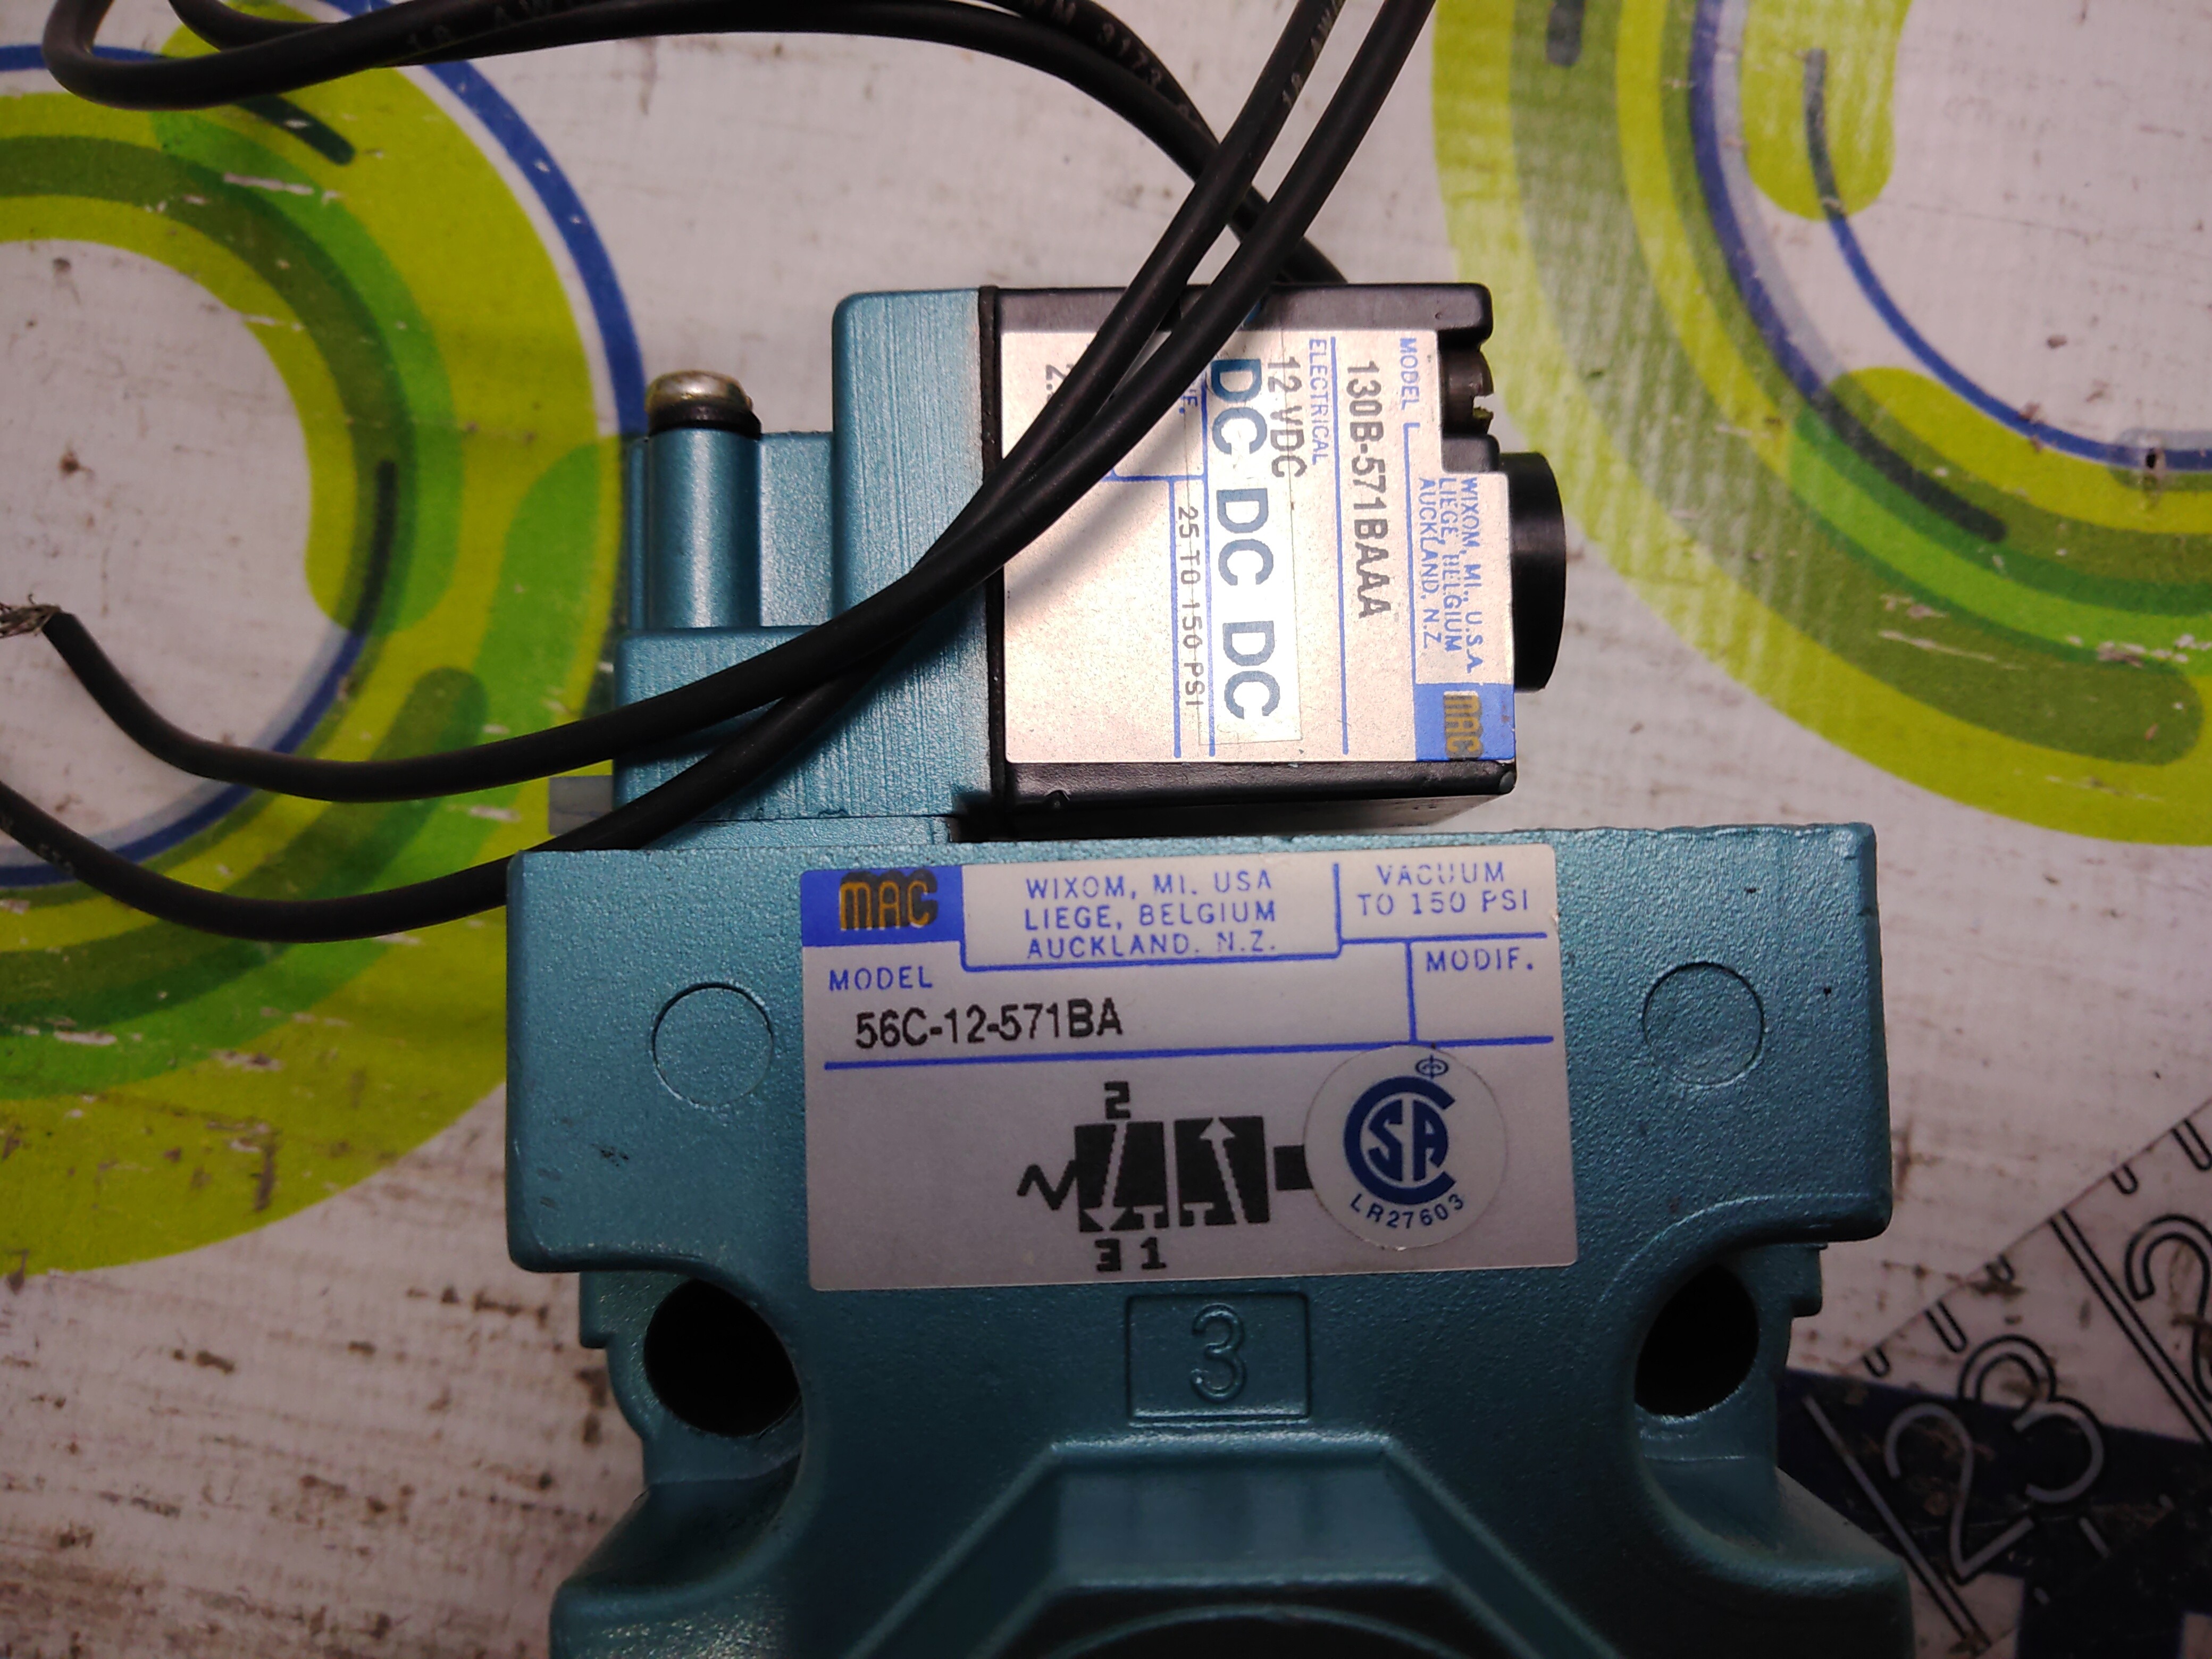 MAC
WIXOM, MI., U.S.A.
LIEGE, BELGIUM
AUCKLAND, N.Z
MODEL
130B-571BAAA
ELECTRICAL
12 VDC
DC DC DC
25 TO 150 PSI
MAC
WIXOM, MI. USA
LIEGE, BELGIUM
AUCKLAND. N.Z.
VACUUM
TO 150 PSI
MODEL
MODIF.
56C-12-571BA
2
3 1
CSA
LR27603
3
23